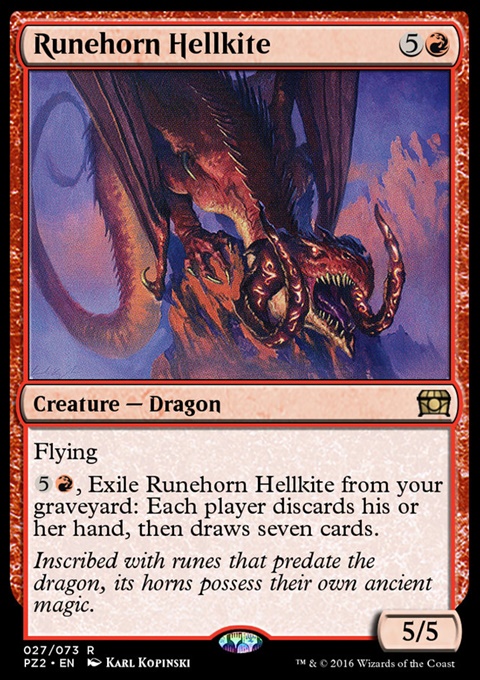 Runehorn Hellkite 5
Creature — Dragon
Flying
5, Exile Runehorn Hellkite from your
graveyard: Each player discards his or
her hand, then draws seven cards.
Inscribed with runes that predate the
dragon, its horns possess their own ancient
magic.
5/5
027/073 R
PZ2 • EN Karl Kopinski
™ & © 2016 Wizards of the Coast